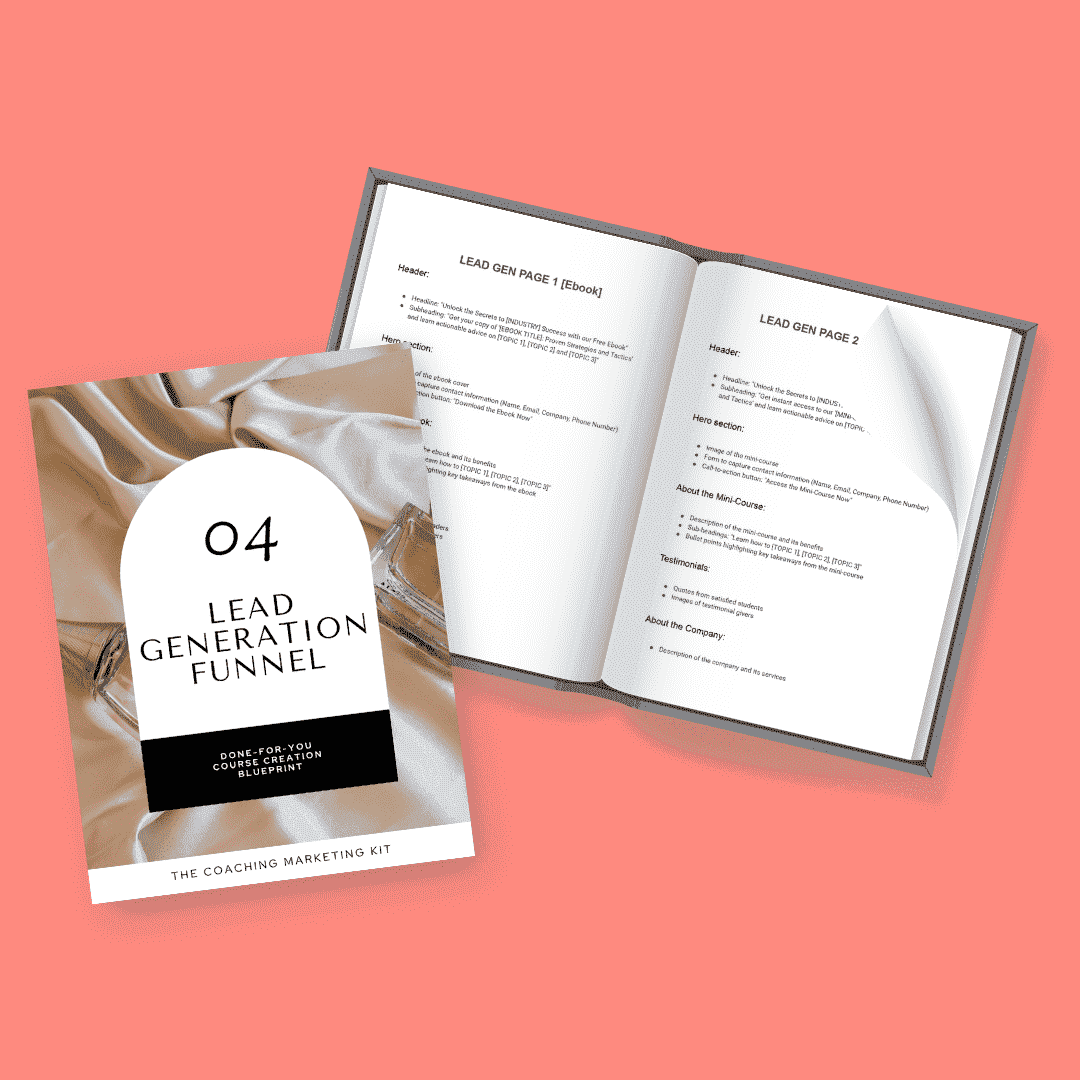 04
LEAD
GENERATION
FUNNEL
DONE-FOR-YOU
COURSE CREATION
BLUEPRINT
THE COACHING MARKETING KIT
LEAD GEN PAGE 1 [Ebook]
Header:
Headline: "Unlock the Secrets to [INDUSTRY] Success with our Free Ebook"
Subheading: "Get your copy of '[EBOOK TITLE]: Proven Strategies and Tactics'
and learn actionable advice on [TOPIC 1], [TOPIC 2] and [TOPIC 3]"
Hero section:
of the ebook cover
capture contact information (Name, Email, Company, Phone Number)
button: "Download the Ebook Now"
the ebook and its benefits
how to [TOPIC 1], [TOPIC 2], [TOPIC 3]"
key takeaways from the ebook
LEAD GEN PAGE 2
Header:
Headline: "Unlock the Secrets to
Subheading: "Get instant access to our
and Tactics' and learn actionable advice on
Hero section:
Image of the mini-course
Form to capture contact information (Name, Email, Company, Phone Number)
Call-to-action button: "Access the Mini-Course Now"
About the Mini-Course:
Description of the mini-course and its benefits
Sub-headings: "Learn how to [TOPIC 1], [TOPIC 2], [TOPIC 3]"
Bullet points highlighting key takeaways from the mini-course
Testimonials:
Quotes from satisfied students
Images of testimonial givers
About the Company:
Description of the company and its services